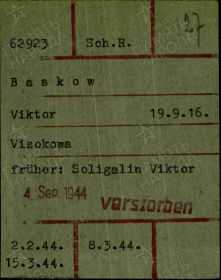 27
62923 Sch.R.
Baskow
Viktor 19.9.16.
Visokowa
früher: Soligalin Viktor
4 Sep. 1944 verstorben
2.2.44. 8.3.44.
15.3.44.